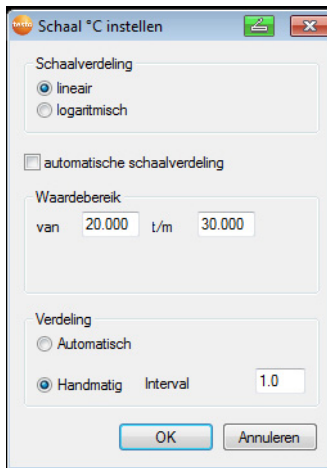 testo
Schaal °C instellen
Schaalverdeling
lineair
logaritmisch
automatische schaalverdeling
Waardebereik
van 20.000 t/m 30.000
Verdeling
Automatisch
Handmatig Interval 1.0
OK Annuleren